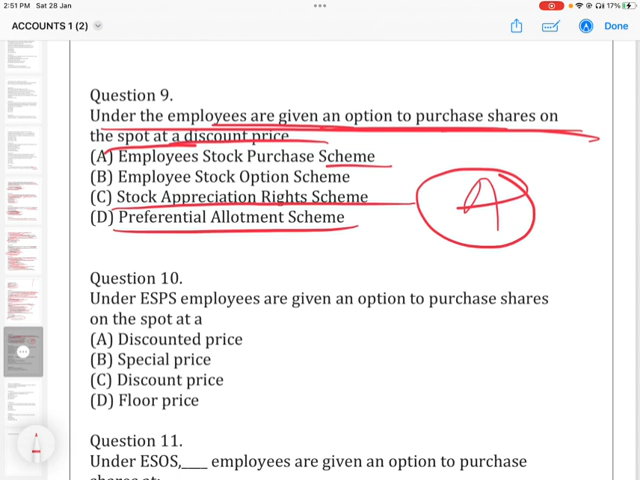 2:51 PM Sat 28 Jan
17%
ACCOUNTS 1 (2)
Done
Question 9.
Under the employees are given an option to purchase shares on
the spot at a discount price
(A) Employees Stock Purchase Scheme
(B) Employee Stock Option Scheme
(C) Stock Appreciation Rights Scheme
(D) Preferential Allotment Scheme
A
Question 10.
Under ESPS employees are given an option to purchase shares
on the spot at a
(A) Discounted price
(B) Special price
(C) Discount price
(D) Floor price
Question 11.
Under ESOS,____ employees are given an option to purchase